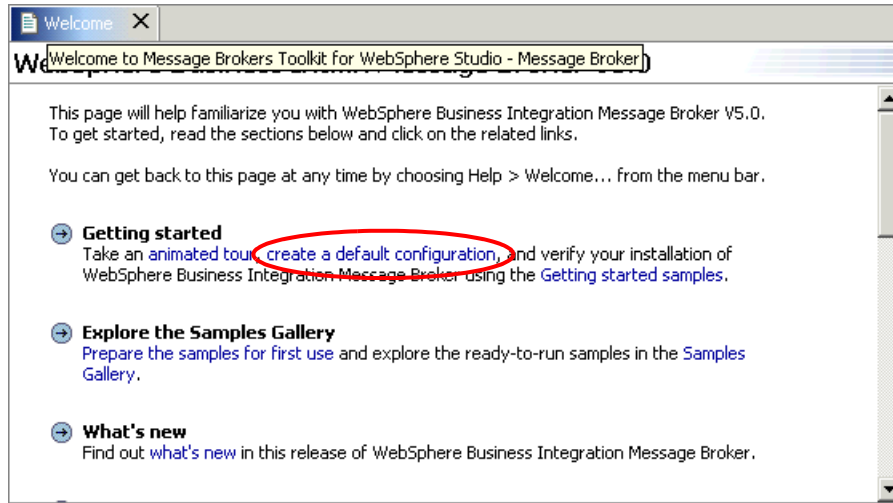 Welcome
Welcome to Message Brokers Toolkit for WebSphere Studio - Message Broker
This page will help familiarize you with WebSphere Business Integration Message Broker V5.0.
To get started, read the sections below and click on the related links.
You can get back to this page at any time by choosing Help > Welcome... from the menu bar.
Getting started
Take an animated tour, create a default configuration, and verify your installation of
WebSphere Business Integration Message Broker using the Getting started samples.
Explore the Samples Gallery
Prepare the samples for first use and explore the ready-to-run samples in the Samples
Gallery.
What's new
Find out what's new in this release of WebSphere Business Integration Message Broker.